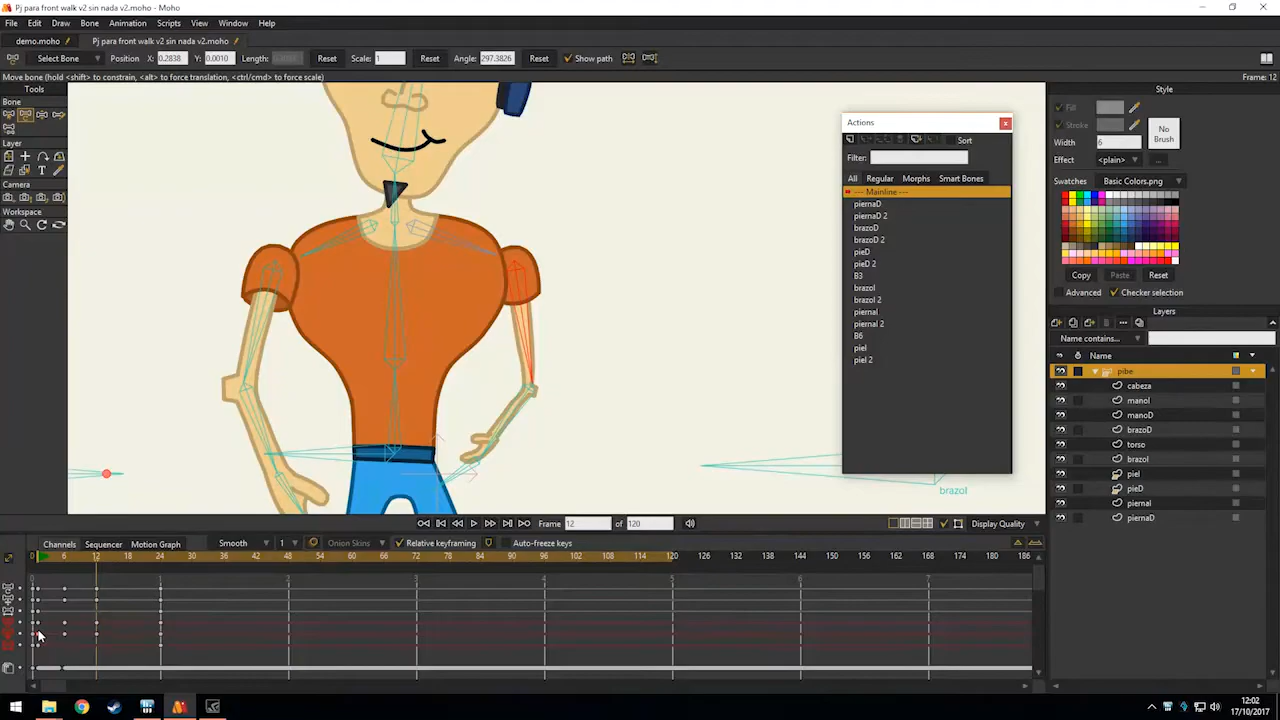 Pj para front walk v2 sin nada v2.moho - Moho
File Edit Draw Bone Animation Scripts View Window Help
demo.moho Pj para front walk v2 sin nada v2.moho
Select Bone Position X: 0.2838 Y: 0.0010 Length: Reset Scale: 1 Reset Angle: 297.3826 Reset Show path
Move bone (hold <shift> to constrain, <alt> to force translation, <ctrl/cmd> to force scale) Frame: 12
Tools
Bone
Layer
Camera
Workspace
Actions
Sort
Filter:
All Regular Morphs Smart Bones
--- Mainline ---
piernaD
piernaD 2
brazoD
brazoD 2
pieD
pieD 2
B3
brazoI
brazoI 2
piernaI
piernaI 2
B6
pieI
pieI 2
brazoI
Style
Fill
Stroke
No Brush
Width 6
Effect <plain> ...
Swatches Basic Colors.png
Copy Paste Reset
Advanced Checker selection
Layers
Name contains...
Name
pibe
cabeza
manoI
manoD
brazoD
torso
brazoI
pieI
pieD
piernaI
piernaD
Frame 12 of 120 Display Quality
Channels Sequencer Motion Graph Smooth 1 Onion Skins Relative keyframing Auto-freeze keys
0 6 12 18 24 30 36 42 48 54 60 66 72 78 84 90 96 102 108 114 120 126 132 138 144 150 156 162 168 174 180 186
0 1 2 3 4 5 6 7
12:02
17/10/2017